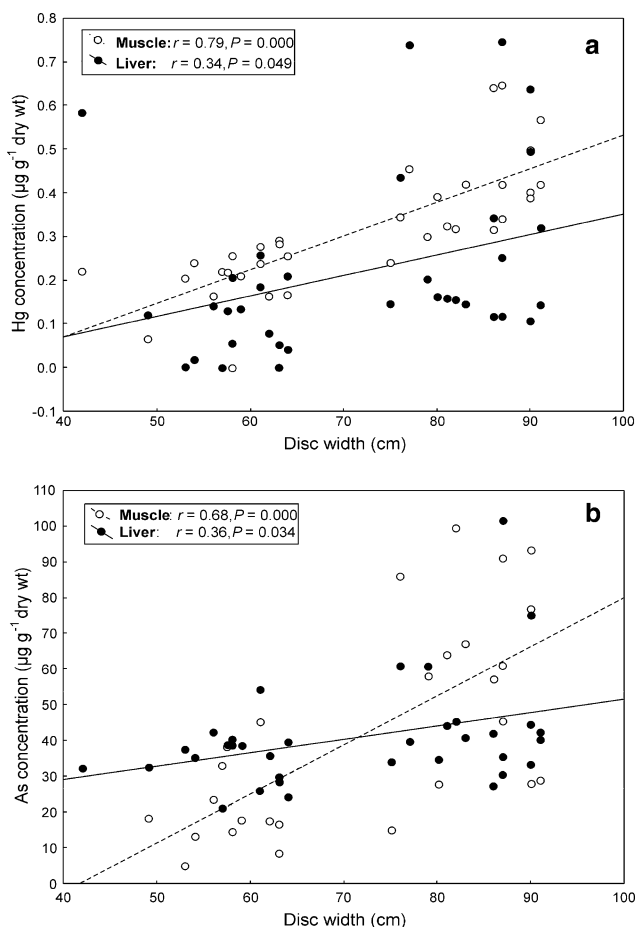 0.8
0.7
0.6
0.5
0.4
0.3
0.2
0.1
0.0
-0.1
Hg concentration (µg g⁻¹ dry wt)
Muscle: r = 0.79, P = 0.000
Liver: r = 0.34, P = 0.049
a
40 50 60 70 80 90 100
Disc width (cm)
110
100
90
80
70
60
50
40
30
20
10
0
As concentration (µg g⁻¹ dry wt)
Muscle: r = 0.68, P = 0.000
Liver: r = 0.36, P = 0.034
b
40 50 60 70 80 90 100
Disc width (cm)